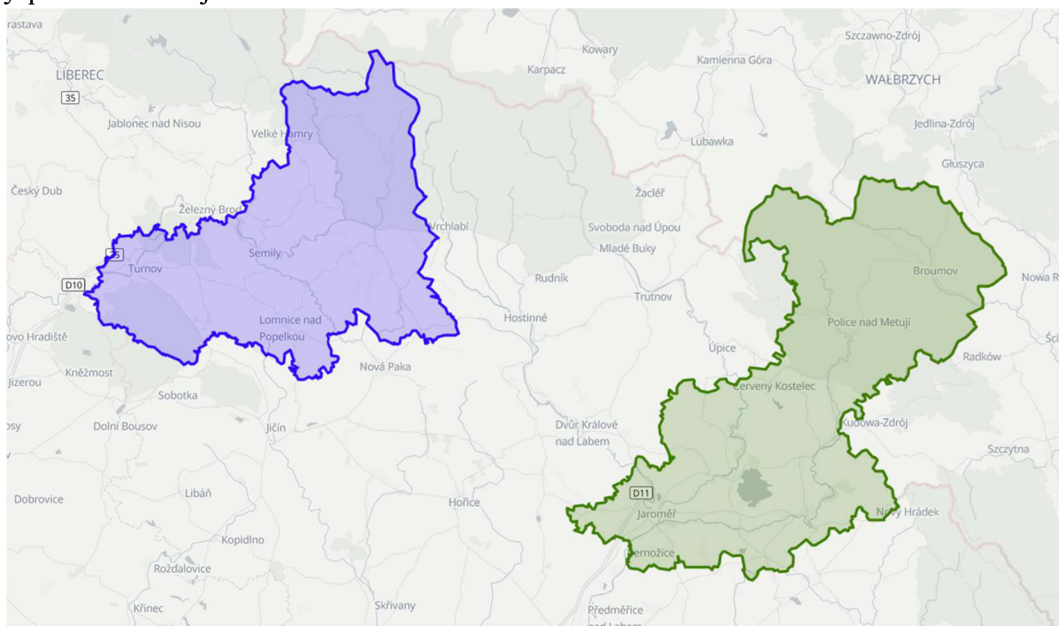 rastava
LIBEREC
35
Jablonec nad Nisou
Velké Hamry
Kowary
Karpacz
Kamienna Góra
Szczawno-Zdrój
WAŁBRZYCH
Jedlina-Zdrój
Lubawka
Głuszyca
Český Dub
Železný Brod
Žacléř
Vrchlabí
Svoboda nad Úpou
Mladé Buky
Semily
35
Turnov
D10
Rudník
Trutnov
Broumov
Nowa R
Hostinné
Lomnice nad
Popelkou
Police nad Metují
ovo Hradiště
Úpice
Radków
Kněžmost
Nová Paka
Jizerou
Červený Kostelec
Sobotka
Dvůr Králové
nad Labem
Kudowa-Zdrój
Dolní Bousov
Jičín
osy
Szczytna
Dobrovice
Libáň
Hořice
D11
Jaroměř
Nový Hrádek
Kopidlno
Černožice
Rožďalovice
Křinec
Skřivany
Předměřice
nad Labem